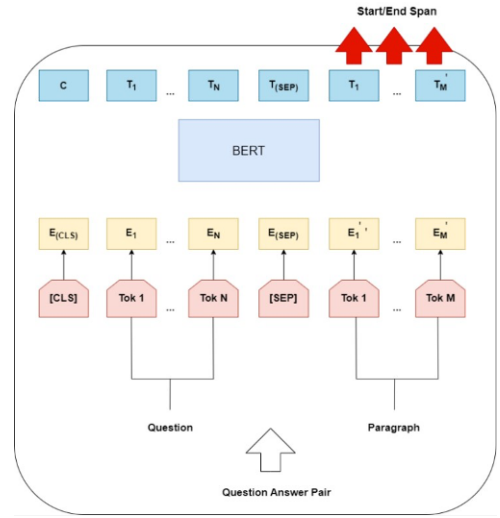 Start/End Span
C T1 ... TN T(SEP) T1' ... TM'
BERT
E(CLS) E1 ... EN E(SEP) E1' ' ... EM'
[CLS] Tok 1 ... Tok N [SEP] Tok 1 ... Tok M
Question Paragraph
Question Answer Pair